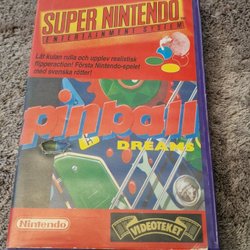 SUPER NINTENDO
ENTERTAINMENT SYSTEM
Låt kulan rulla och upplev realistisk
flipperaction! Första Nintendo-spelet
med svenska rötter!
pinball
DREAMS
Nintendo
VIDEOTEKET